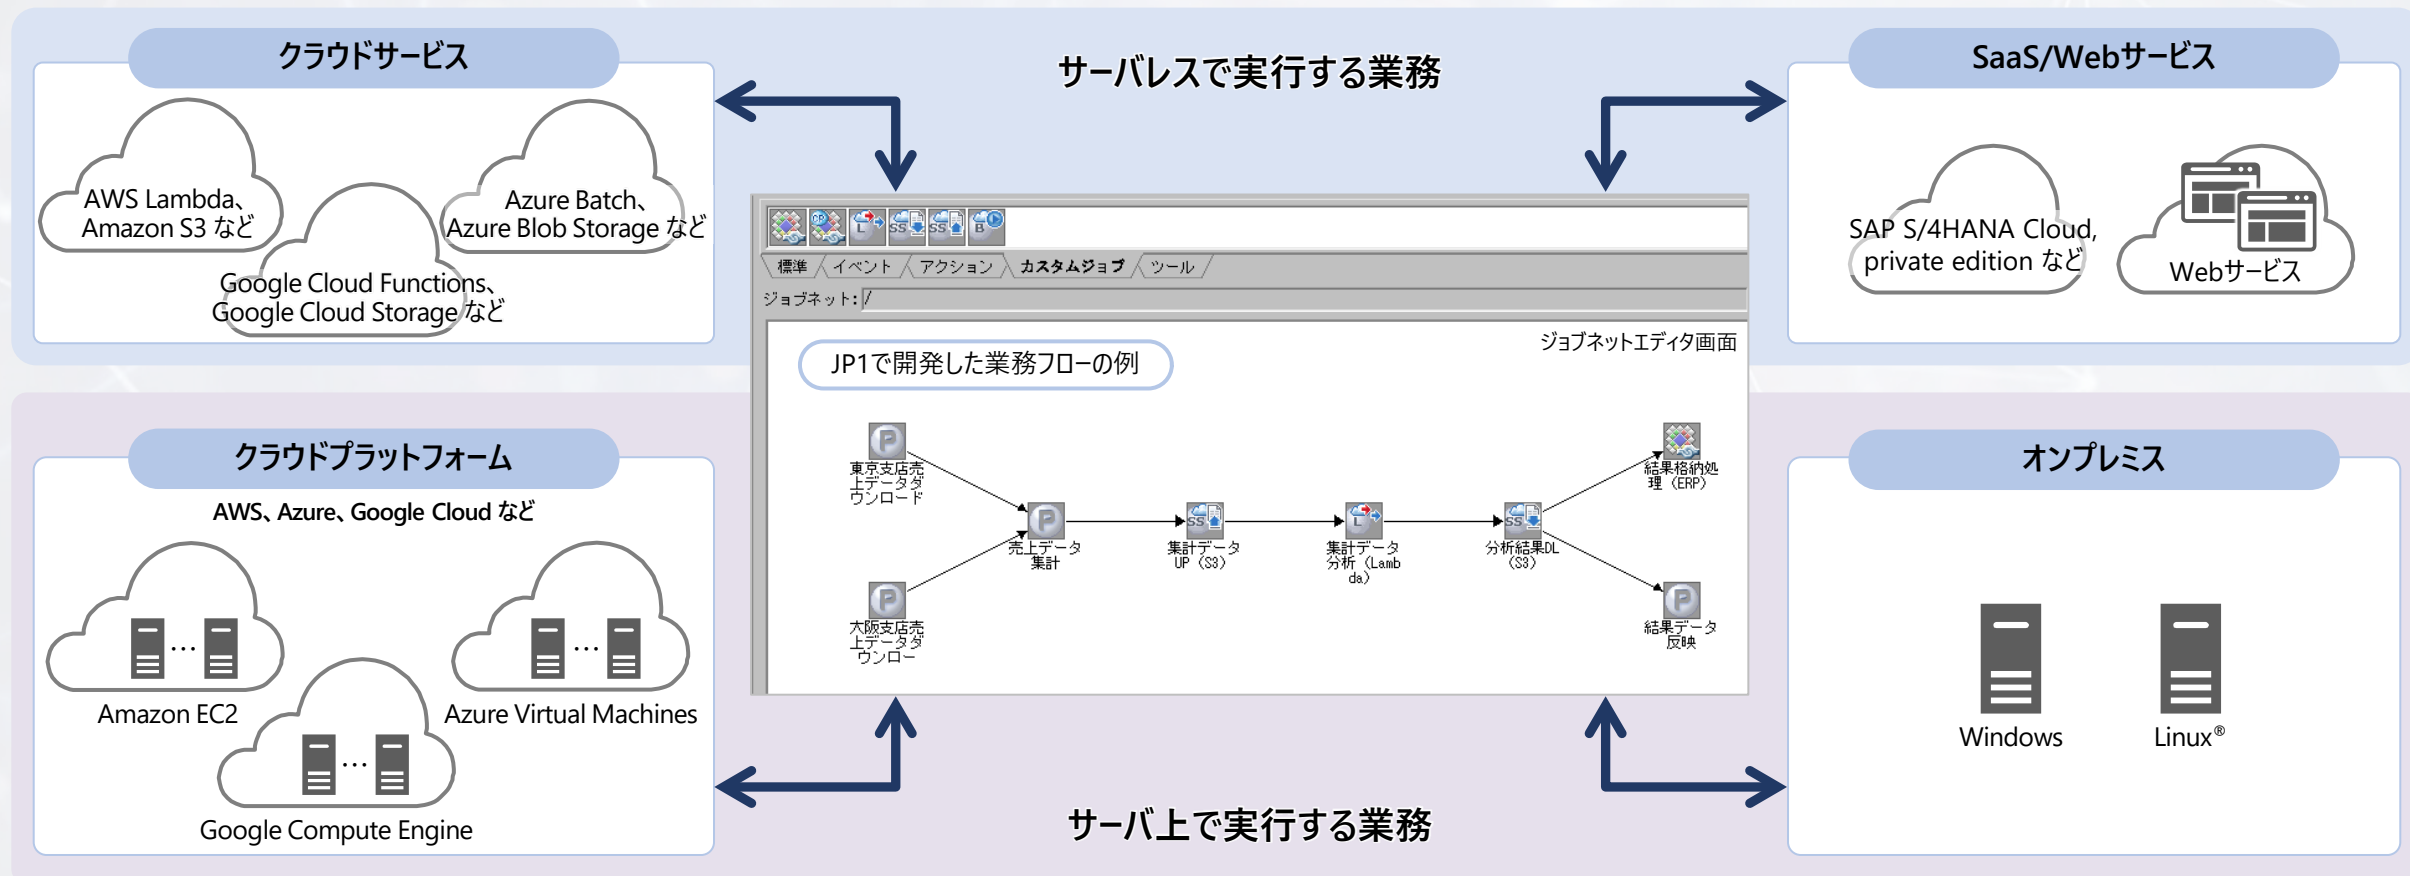 クラウドサービス
AWS Lambda、
Amazon S3 など
Azure Batch、
Azure Blob Storage など
Google Cloud Functions、
Google Cloud Storage など
サーバレスで実行する業務
SaaS/Webサービス
SAP S/4HANA Cloud,
private edition など
Webサービス
標準 イベント アクション カスタムジョブ ツール
ジョブネット: /
ジョブネットエディタ画面
JP1で開発した業務フローの例
東京支店売
上データダ
ウンロード
大阪支店売
上データダ
ウンロー
売上データ
集計
集計データ
UP（S3）
集計データ
分析（Lamb
da）
分析結果DL
（S3）
結果格納処
理（ERP）
結果データ
反映
クラウドプラットフォーム
AWS、Azure、Google Cloud など
Amazon EC2
Azure Virtual Machines
Google Compute Engine
サーバ上で実行する業務
オンプレミス
Windows
Linux®